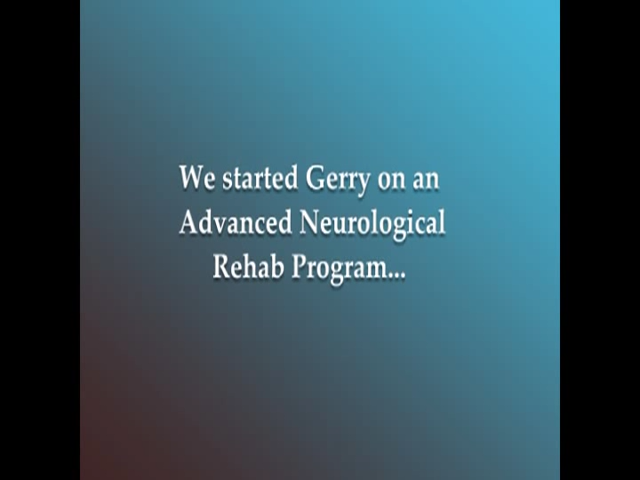 We started Gerry on an
Advanced Neurological
Rehab Program...